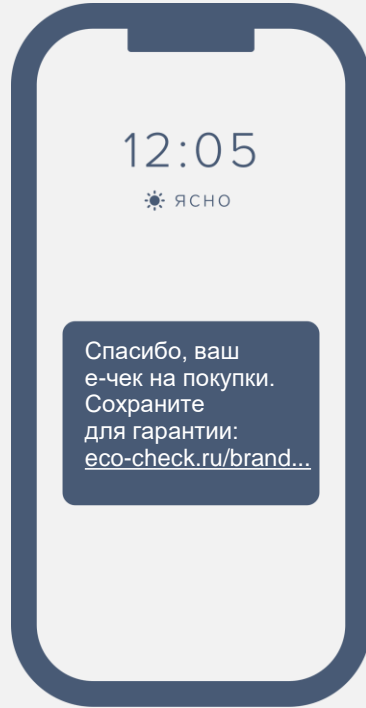 12:05
ЯСНО
Спасибо, ваш
е-чек на покупки.
Сохраните
для гарантии:
eco-check.ru/brand...